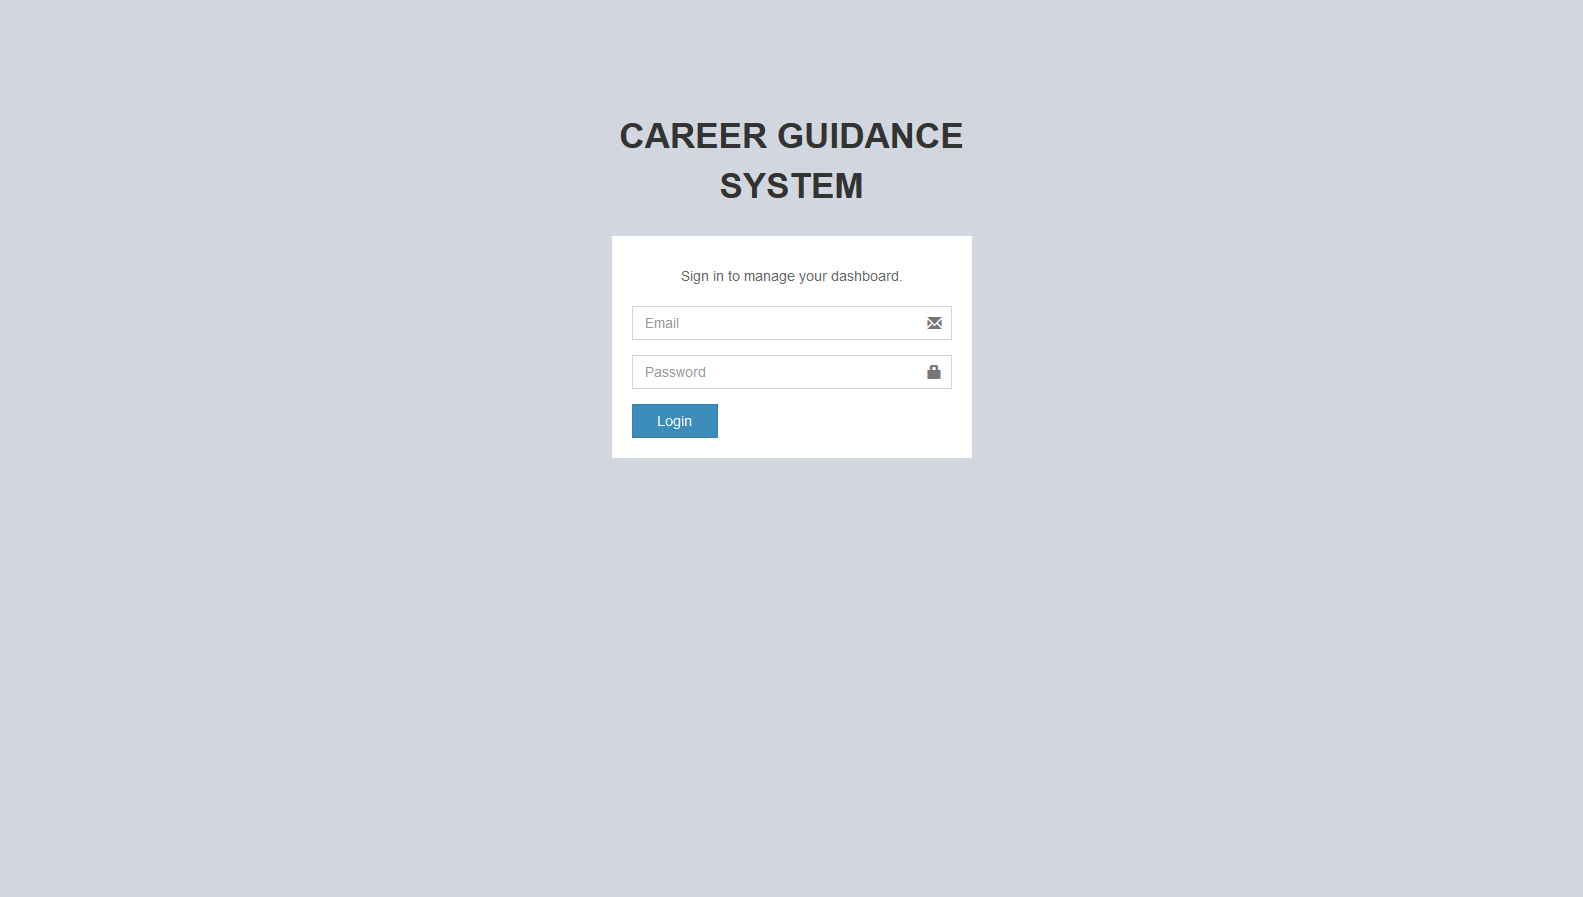 CAREER GUIDANCE
SYSTEM
Sign in to manage your dashboard.
Email
Password
Login